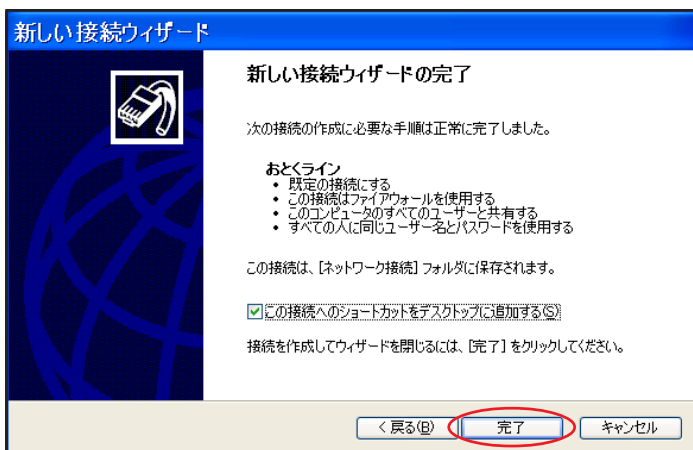 新しい接続ウィザード
新しい接続ウィザードの完了
次の接続の作成に必要な手順は正常に完了しました。
おとくライン
• 既定の接続にする
• この接続はファイアウォールを使用する
• このコンピュータのすべてのユーザーと共有する
• すべての人に同じユーザー名とパスワードを使用する
この接続は、[ネットワーク接続] フォルダに保存されます。
この接続へのショートカットをデスクトップに追加する(S)
接続を作成してウィザードを閉じるには、[完了] をクリックしてください。
< 戻る(B) 完了 キャンセル